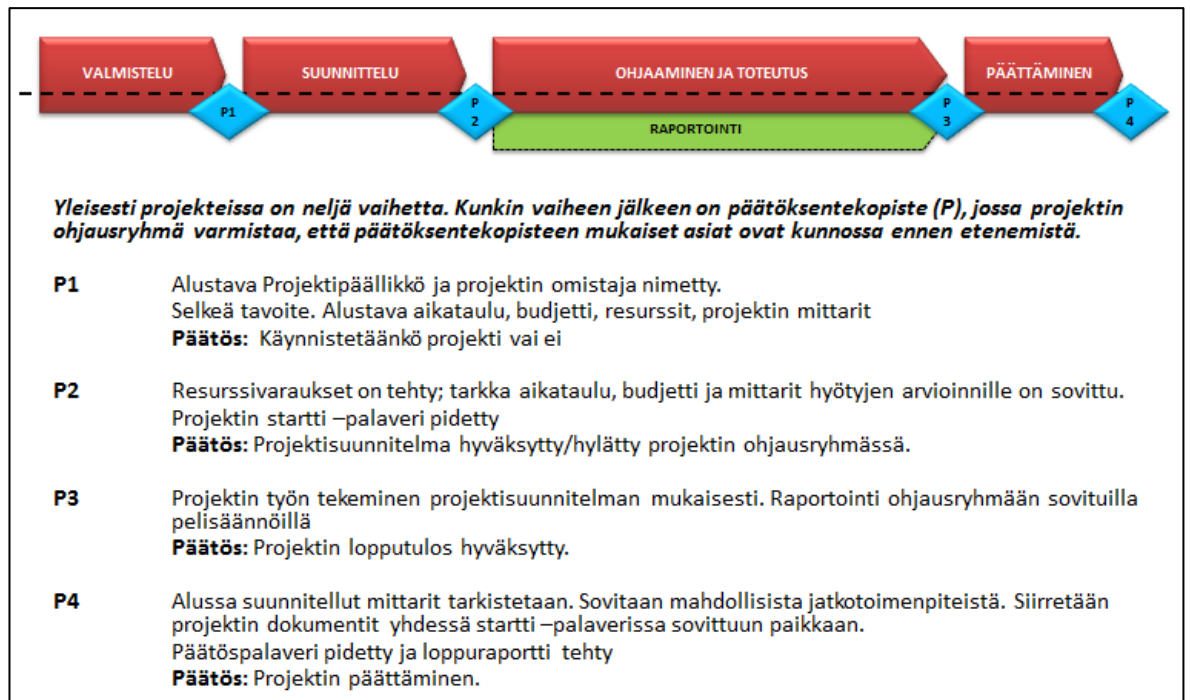 VALMISTELU
SUUNNITTELU
OHJAAMINEN JA TOTEUTUS
PÄÄTTÄMINEN
P1
P
2
P
3
P
4
RAPORTOINTI
Yleisesti projekteissa on neljä vaihetta. Kunkin vaiheen jälkeen on päätöksentekopiste (P), jossa projektin
ohjausryhmä varmistaa, että päätöksentekopisteen mukaiset asiat ovat kunnossa ennen etenemistä.
P1 Alustava Projektipäällikkö ja projektin omistaja nimetty.
Selkeä tavoite. Alustava aikataulu, budjetti, resurssit, projektin mittarit
Päätös: Käynnistetäänkö projekti vai ei
P2 Resurssivaraukset on tehty; tarkka aikataulu, budjetti ja mittarit hyötyjen arvioinnille on sovittu.
Projektin startti –palaveri pidetty
Päätös: Projektisuunnitelma hyväksytty/hylätty projektin ohjausryhmässä.
P3 Projektin työn tekeminen projektisuunnitelman mukaisesti. Raportointi ohjausryhmään sovituilla
pelisäännöillä
Päätös: Projektin lopputulos hyväksytty.
P4 Alussa suunnitellut mittarit tarkistetaan. Sovitaan mahdollisista jatkotoimenpiteistä. Siirretään
projektin dokumentit yhdessä startti –palaverissa sovittuun paikkaan.
Päätöspalaveri pidetty ja loppuraportti tehty
Päätös: Projektin päättäminen.